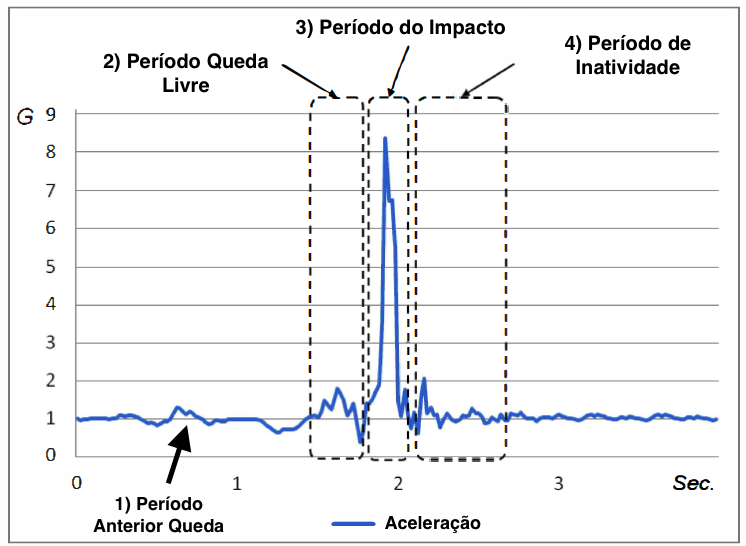 3) Período do Impacto
2) Período Queda
Livre
4) Período de
Inatividade
G
9
8
7
6
5
4
3
2
1
0
0 1 2 3 Sec.
1) Período
Anterior Queda
Aceleração